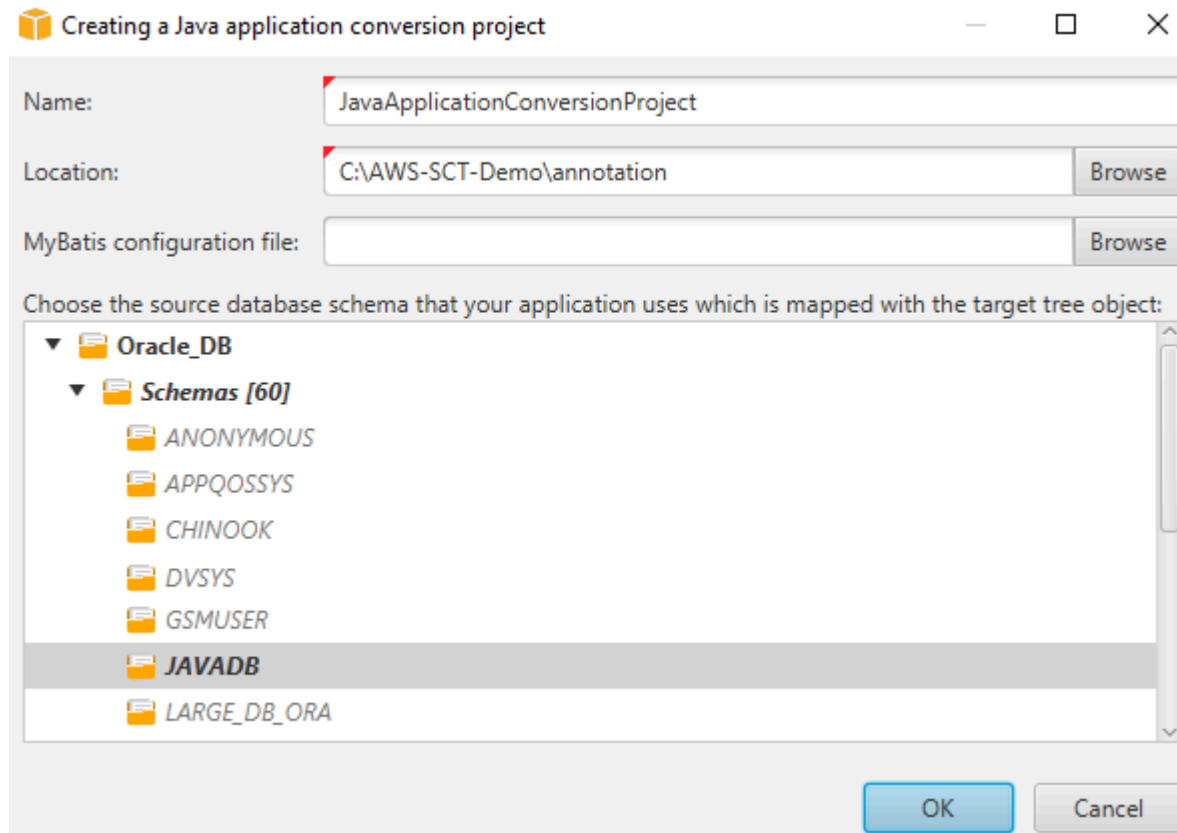 Creating a Java application conversion project
Name: JavaApplicationConversionProject
Location: C:\AWS-SCT-Demo\annotation Browse
MyBatis configuration file: Browse
Choose the source database schema that your application uses which is mapped with the target tree object:
Oracle_DB
Schemas [60]
ANONYMOUS
APPQOSSYS
CHINOOK
DVSYS
GSMUSER
JAVADB
LARGE_DB_ORA
OK Cancel